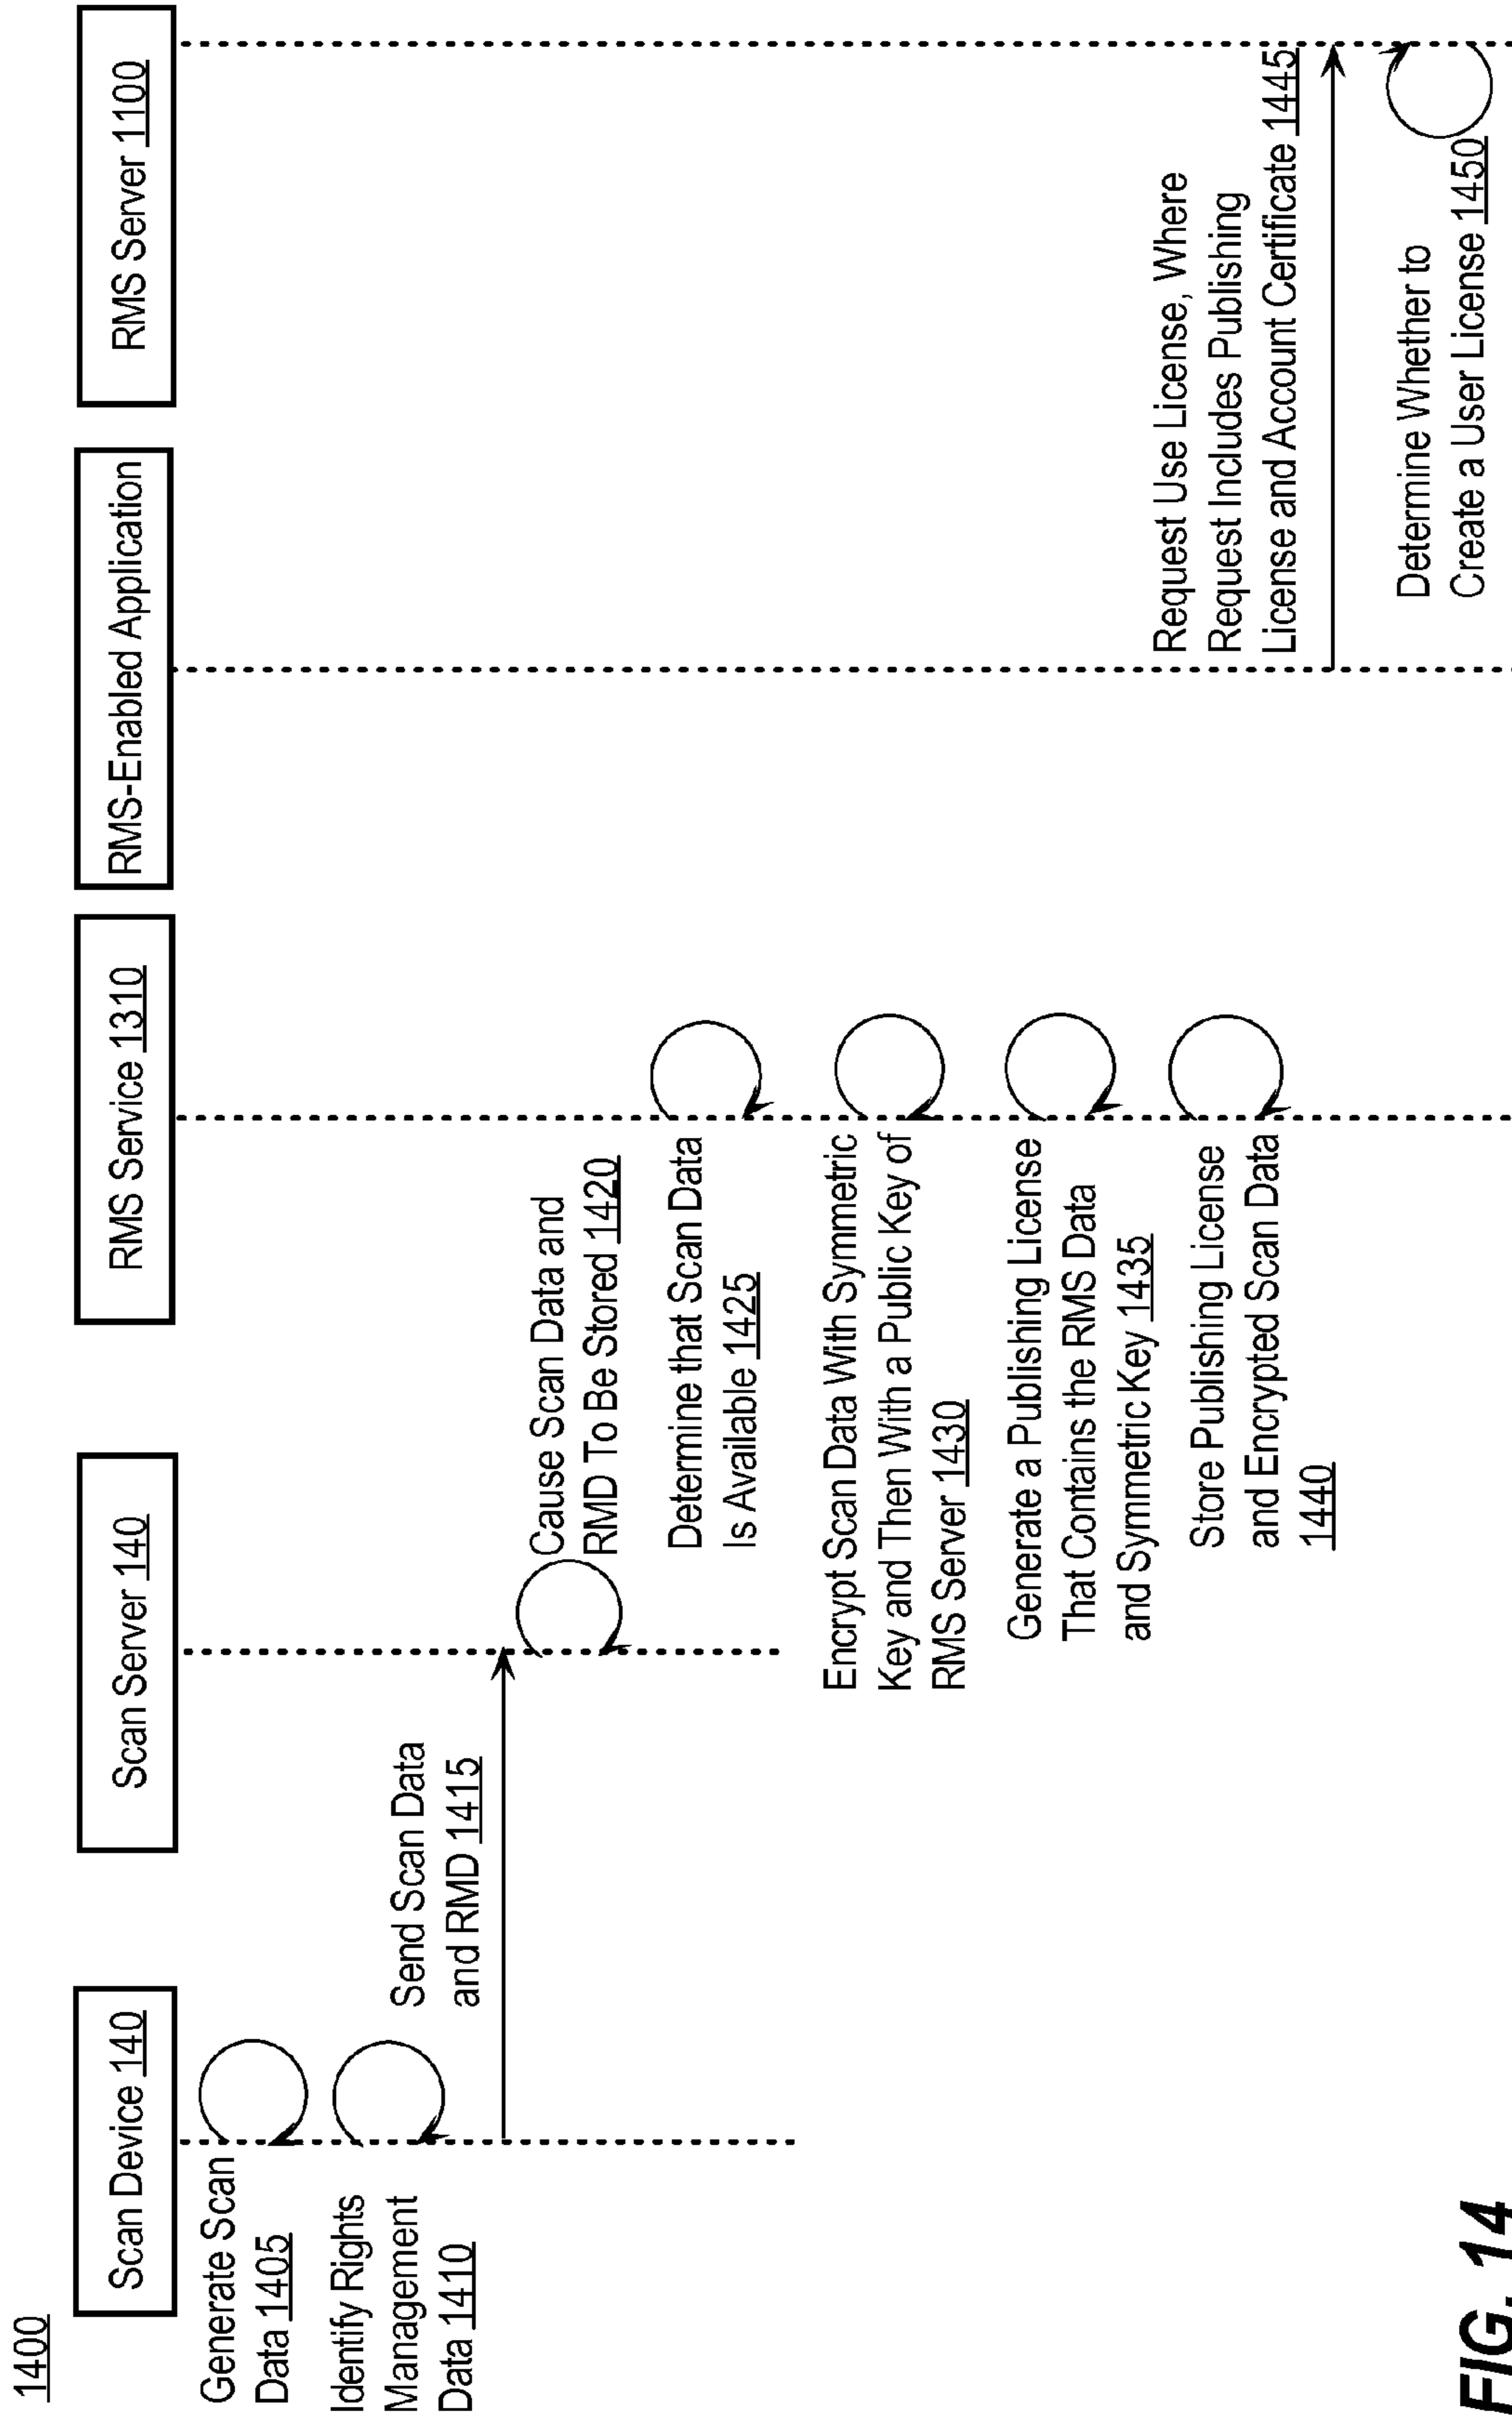 1400
Scan Device 140
Scan Server 140
RMS Service 1310
RMS-Enabled Application
RMS Server 1100
Generate Scan
Data 1405
Identify Rights
Management
Data 1410
Send Scan Data
and RMD 1415
Cause Scan Data and
RMD To Be Stored 1420
Determine that Scan Data
Is Available 1425
Encrypt Scan Data With Symmetric
Key and Then With a Public Key of
RMS Server 1430
Generate a Publishing License
That Contains the RMS Data
and Symmetric Key 1435
Store Publishing License
and Encrypted Scan Data
1440
Request Use License, Where
Request Includes Publishing
License and Account Certificate 1445
Determine Whether to
Create a User License 1450
FIG. 14